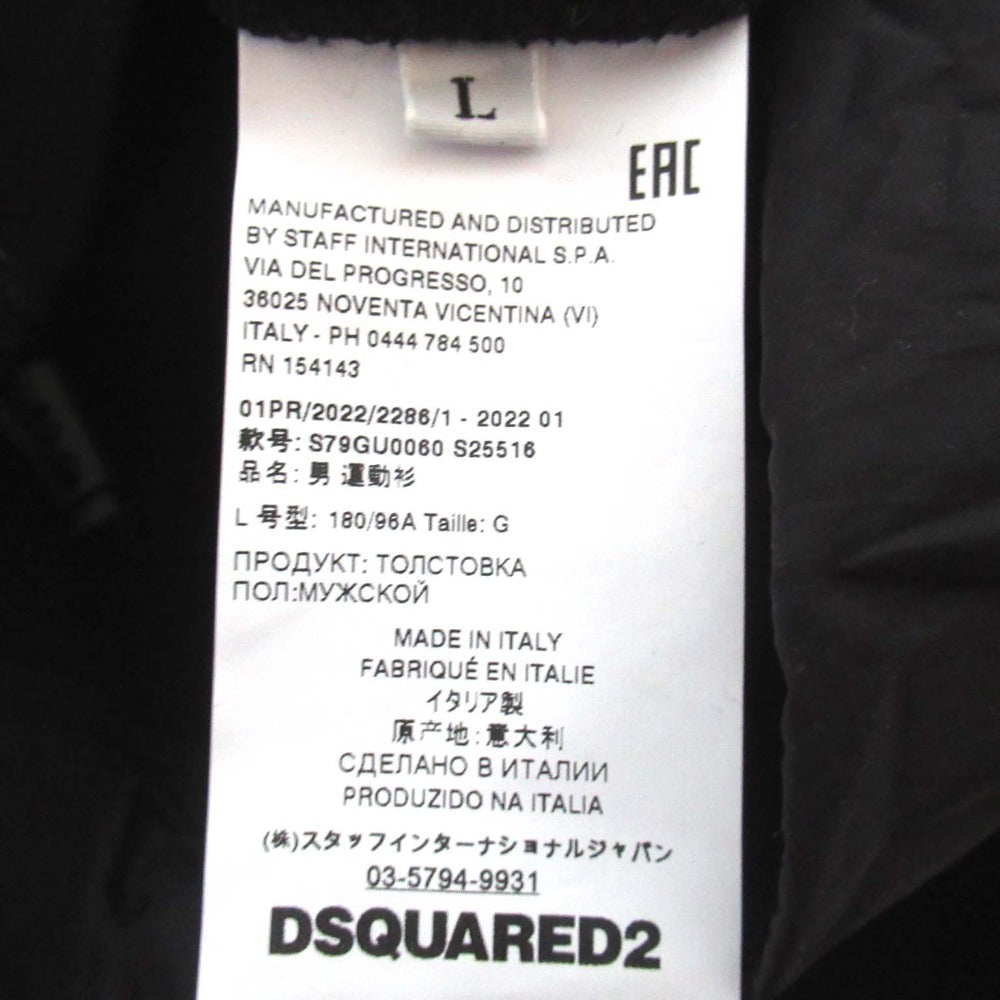 L
EAC
MANUFACTURED AND DISTRIBUTED
BY STAFF INTERNATIONAL S.P.A.
VIA DEL PROGRESSO, 10
36025 NOVENTA VICENTINA (VI)
ITALY - PH 0444 784 500
RN 154143
01PR/2022/2286/1 - 2022 01
款号: S79GU0060 S25516
品名: 男 運動衫
L 号型: 180/96A Taille: G
ПРОДУКТ: ТОЛСТОВКА
ПОЛ:МУЖСКОЙ
MADE IN ITALY
FABRIQUÉ EN ITALIE
イタリア製
原产地:意大利
СДЕЛАНО В ИТАЛИИ
PRODUZIDO NA ITALIA
(株)スタッフインターナショナルジャパン
03-5794-9931
DSQUARED2